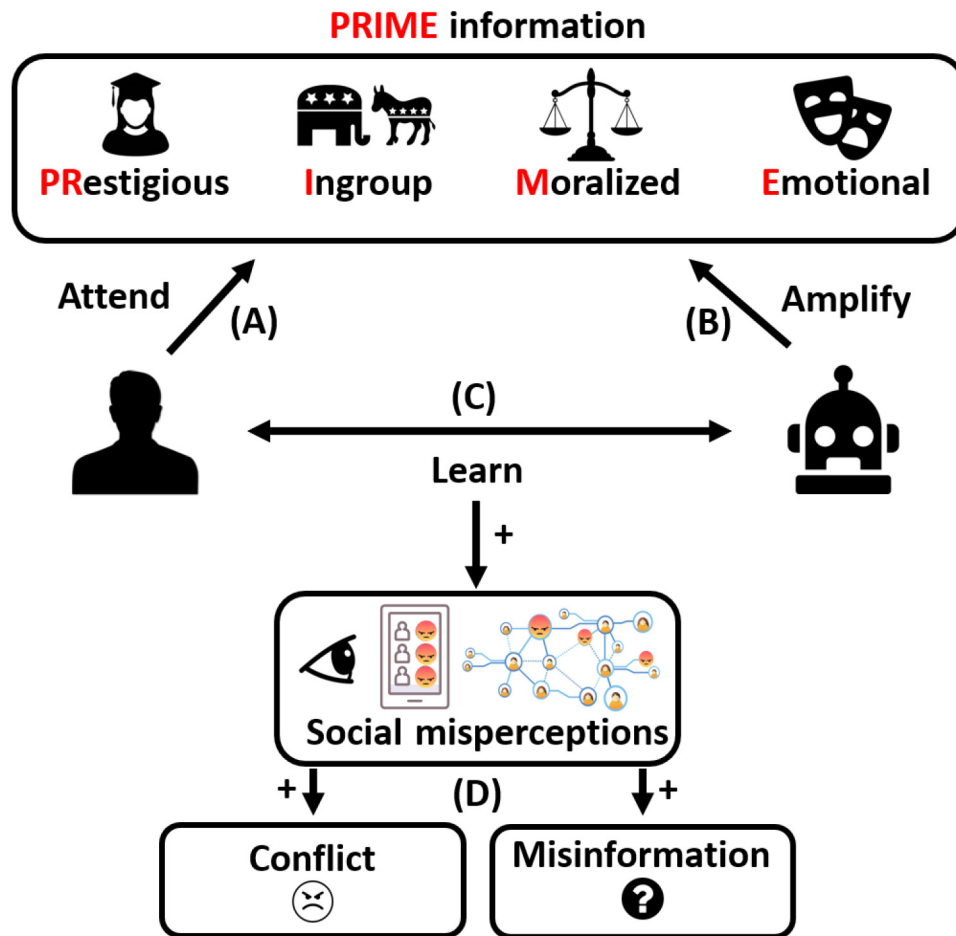 PRIME information
PRestigious Ingroup Moralized Emotional
Attend (A) (B) Amplify
(C)
Learn
+
Social misperceptions
+ (D) +
Conflict Misinformation
?